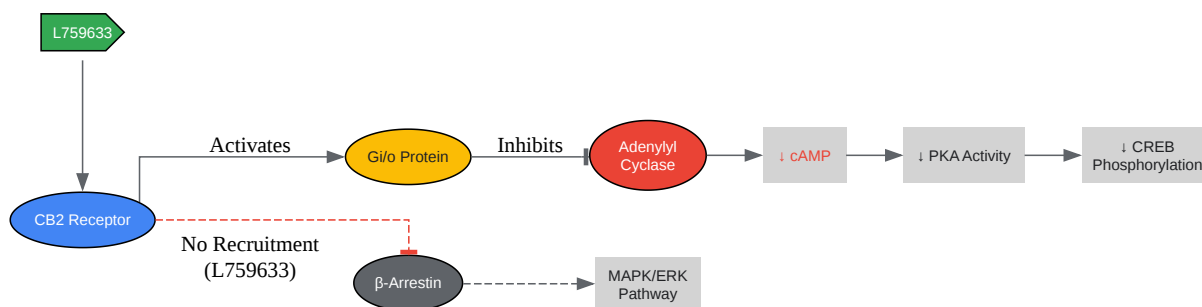 L759633
Activates
Gi/o Protein
Inhibits
Adenylyl
Cyclase
↓ cAMP
↓ PKA Activity
↓ CREB
Phosphorylation
CB2 Receptor
No Recruitment
(L759633)
β-Arrestin
MAPK/ERK
Pathway